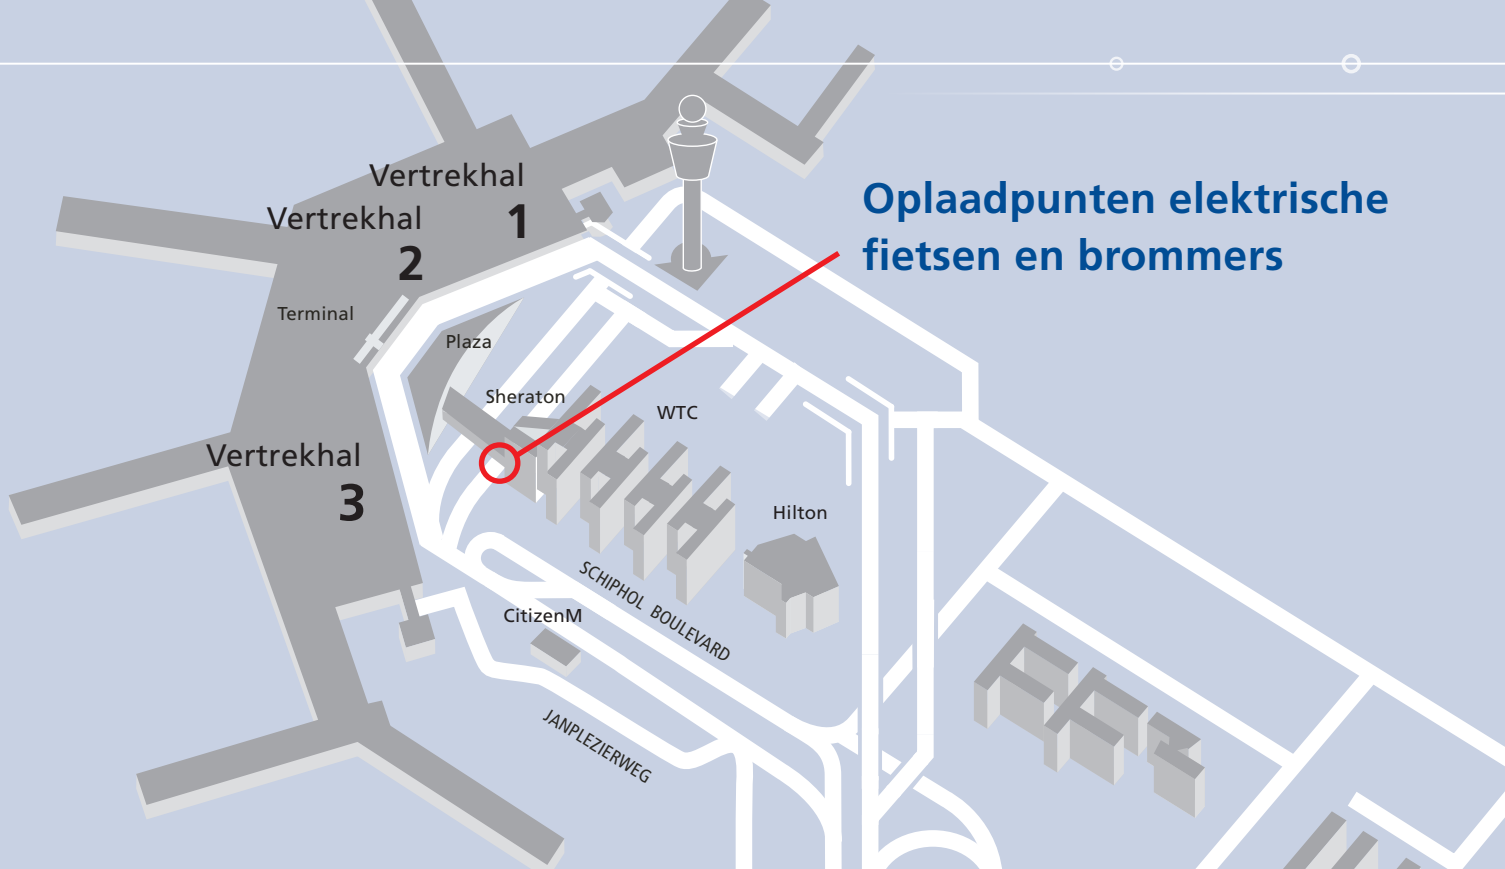 Vertrekhal
1
Vertrekhal
2
Oplaadpunten elektrische
fietsen en brommers
Terminal
Plaza
Sheraton
WTC
Vertrekhal
3
Hilton
SCHIPHOL BOULEVARD
CitizenM
JANPLEZIERWEG